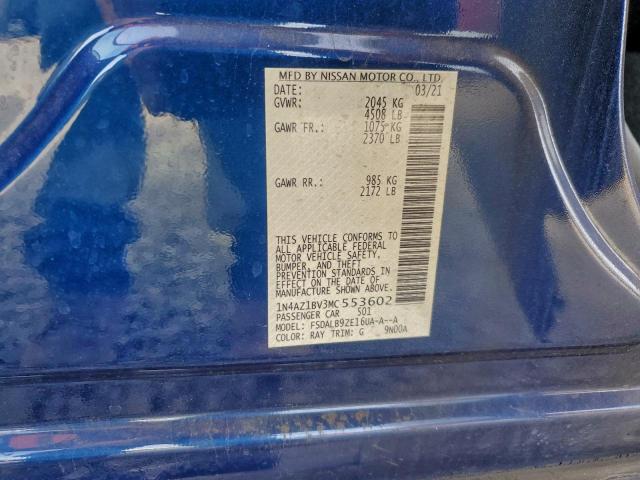 MFD BY NISSAN MOTOR CO., LTD.
DATE: 03/21
GVWR: 2045 KG
4508 LB
GAWR FR.: 1075 KG
2370 LB
GAWR RR.: 985 KG
2172 LB
THIS VEHICLE CONFORMS TO
ALL APPLICABLE FEDERAL
MOTOR VEHICLE SAFETY,
BUMPER, AND THEFT
PREVENTION STANDARDS IN
EFFECT ON THE DATE OF
MANUFACTURE SHOWN ABOVE.
1N4AZ1BV3MC553602
PASSENGER CAR S01
MODEL: FSDALB9ZE16UA-A--A
COLOR: RAY TRIM: G 9N00A